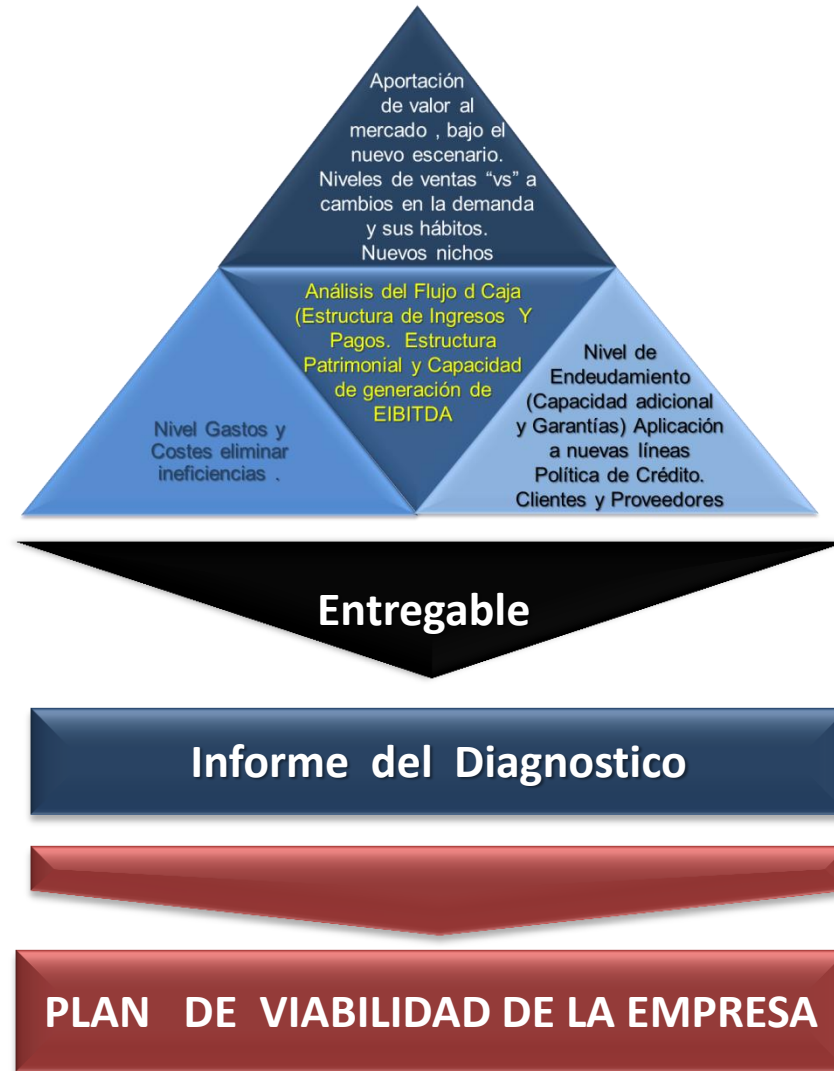 Aportación
de valor al
mercado , bajo el
nuevo escenario.
Niveles de ventas “vs” a
cambios en la demanda
y sus hábitos.
Nuevos nichos
Análisis del Flujo d Caja
(Estructura de Ingresos Y
Pagos. Estructura
Patrimonial y Capacidad
de generación de
EIBITDA
Nivel Gastos y
Costes eliminar
ineficiencias .
Nivel de
Endeudamiento
(Capacidad adicional
y Garantías) Aplicación
a nuevas líneas
Política de Crédito.
Clientes y Proveedores
Entregable
Informe del Diagnostico
PLAN DE VIABILIDAD DE LA EMPRESA